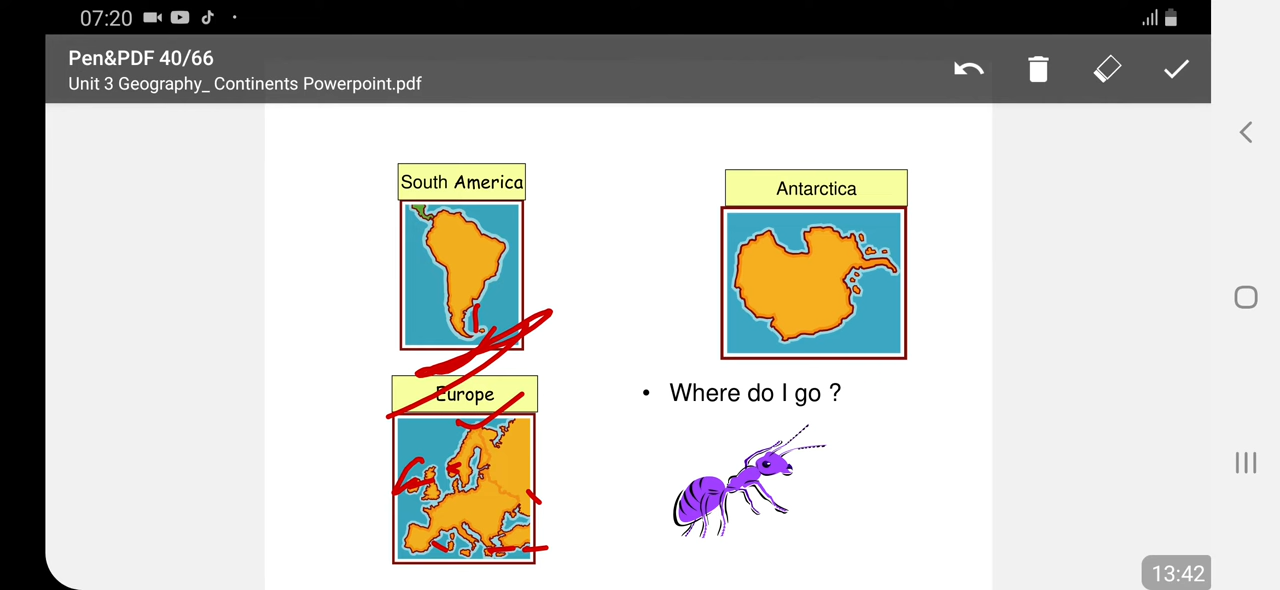 07:20
Pen&PDF 40/66
Unit 3 Geography_ Continents Powerpoint.pdf
South America
Antarctica
Europe
• Where do I go ?
13:42